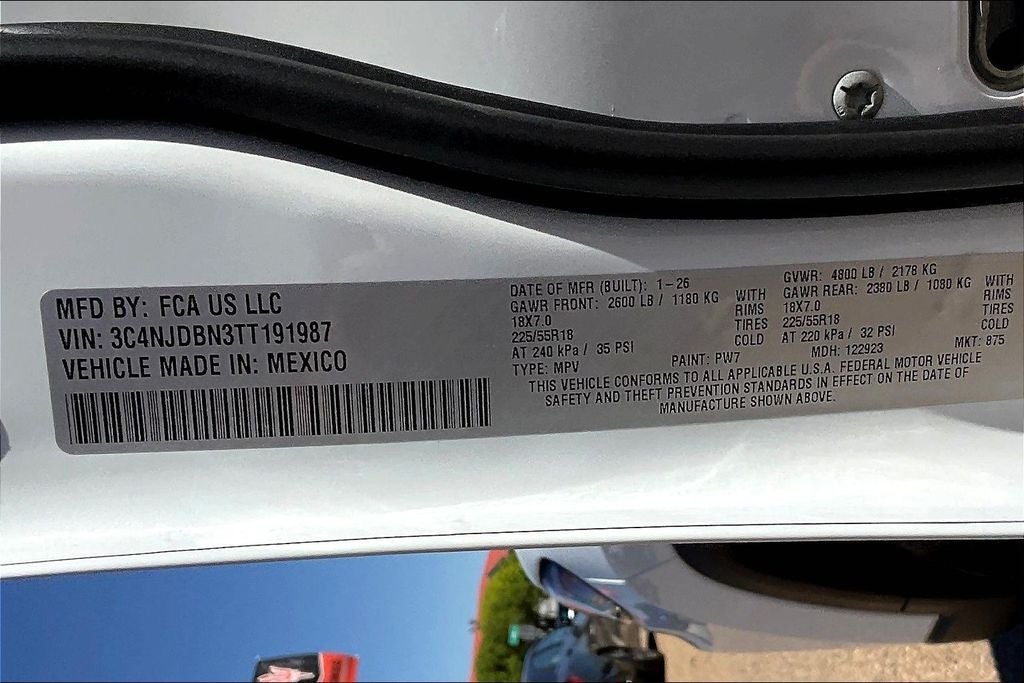 MFD BY: FCA US LLC
VIN: 3C4NJDBN3TT191987
VEHICLE MADE IN: MEXICO
DATE OF MFR (BUILT): 1-26
GAWR FRONT: 2600 LB / 1180 KG
18X7.0
225/55R18
AT 240 kPa / 35 PSI
WITH
RIMS
TIRES
COLD
TYPE: MPV
PAINT: PW7
GVWR: 4800 LB / 2178 KG
GAWR REAR: 2380 LB / 1080 KG
18X7.0
225/55R18
AT 220 kPa / 32 PSI
WITH
RIMS
TIRES
COLD
MDH: 122923
MKT: 875
THIS VEHICLE CONFORMS TO ALL APPLICABLE U.S.A. FEDERAL MOTOR VEHICLE
SAFETY AND THEFT PREVENTION STANDARDS IN EFFECT ON THE DATE OF
MANUFACTURE SHOWN ABOVE.